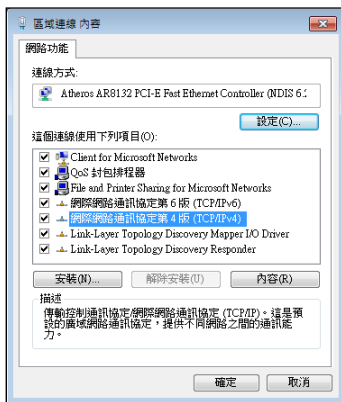 區域連線 內容
網路功能
連線方式:
Atheros AR8132 PCI-E Fast Ethernet Controller (NDIS 6.:
設定(C)...
這個連線使用下列項目(O):
Client for Microsoft Networks
QoS 封包排程器
File and Printer Sharing for Microsoft Networks
網際網路通訊協定第 6 版 (TCP/IPv6)
網際網路通訊協定第 4 版 (TCP/IPv4)
Link-Layer Topology Discovery Mapper I/O Driver
Link-Layer Topology Discovery Responder
安裝(N)... 解除安裝(U) 內容(R)
描述
傳輸控制通訊協定/網際網路通訊協定 (TCP/IP)。這是預
設的廣域網路通訊協定，提供不同網路之間的通訊能
力。
確定 取消